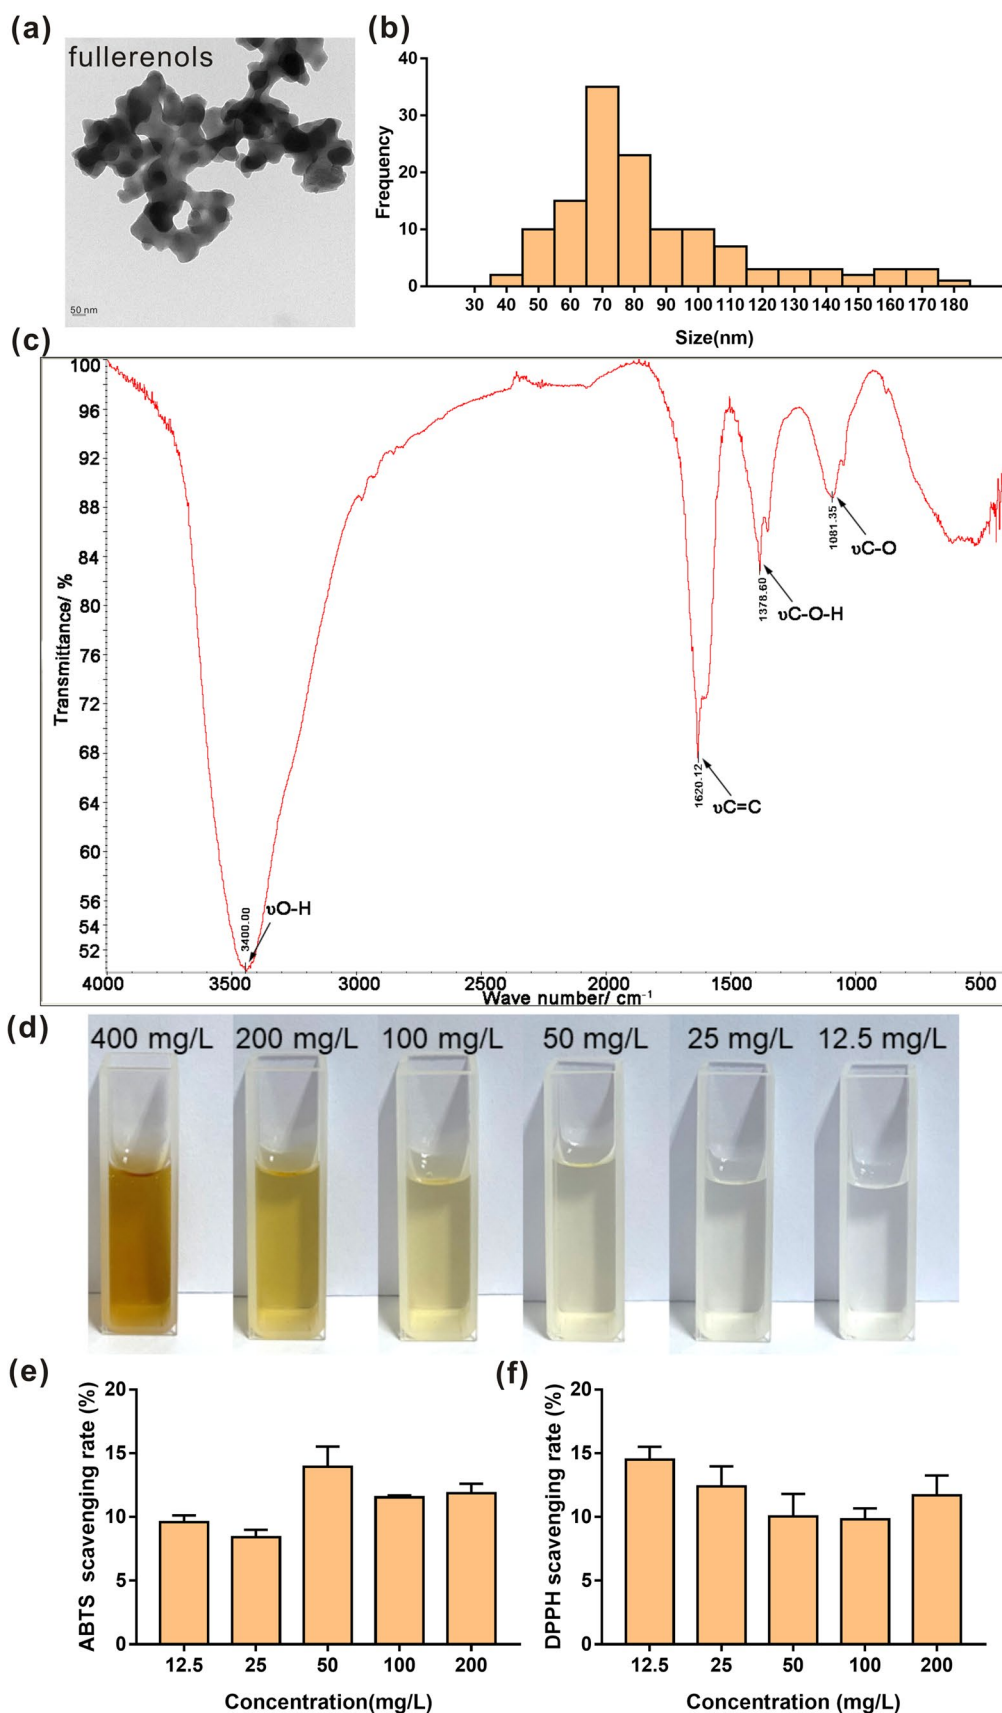 (a)
fullerenols
50 nm
(b)
Frequency
40
30
20
10
0
30 40 50 60 70 80 90 100 110 120 130 140 150 160 170 180
Size(nm)
(c)
Transmittance/ %
100
96
92
88
84
80
76
72
68
64
60
56
54
52
3400.00
υO-H
1620.12
υC=C
1378.60
υC-O-H
1081.35
υC-O
4000 3500 3000 2500 2000 1500 1000 500
Wave number/ cm⁻¹
(d)
400 mg/L 200 mg/L 100 mg/L 50 mg/L 25 mg/L 12.5 mg/L
(e)
ABTS scavenging rate (%)
20
15
10
5
0
12.5 25 50 100 200
Concentration(mg/L)
(f)
DPPH scavenging rate (%)
20
15
10
5
0
12.5 25 50 100 200
Concentration (mg/L)